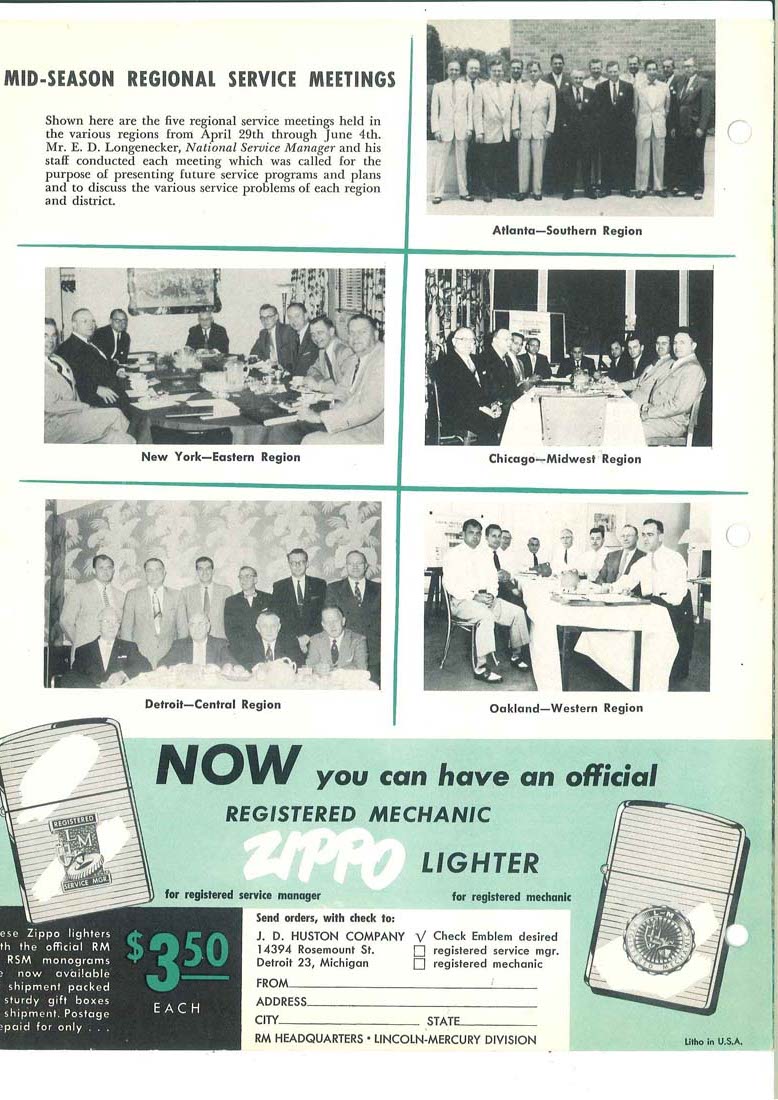 MID-SEASON REGIONAL SERVICE MEETINGS
Shown here are the five regional service meetings held in
the various regions from April 29th through June 4th.
Mr. E. D. Longenecker, National Service Manager and his
staff conducted each meeting which was called for the
purpose of presenting future service programs and plans
and to discuss the various service problems of each region
and district.
Atlanta—Southern Region
New York—Eastern Region
Chicago—Midwest Region
Detroit—Central Region
Oakland—Western Region
NOW you can have an official
REGISTERED MECHANIC
ZIPPO LIGHTER
for registered service manager
for registered mechanic
REGISTERED
L-M
SERVICE MGR.
L-M
ese Zippo lighters
th the official RM
RSM monograms
e now available
shipment packed
sturdy gift boxes
shipment. Postage
epaid for only . . .
$3.50
EACH
Send orders, with check to:
J. D. HUSTON COMPANY
14394 Rosemount St.
Detroit 23, Michigan
√ Check Emblem desired
registered service mgr.
registered mechanic
FROM
ADDRESS
CITY STATE
RM HEADQUARTERS • LINCOLN-MERCURY DIVISION
Litho in U.S.A.